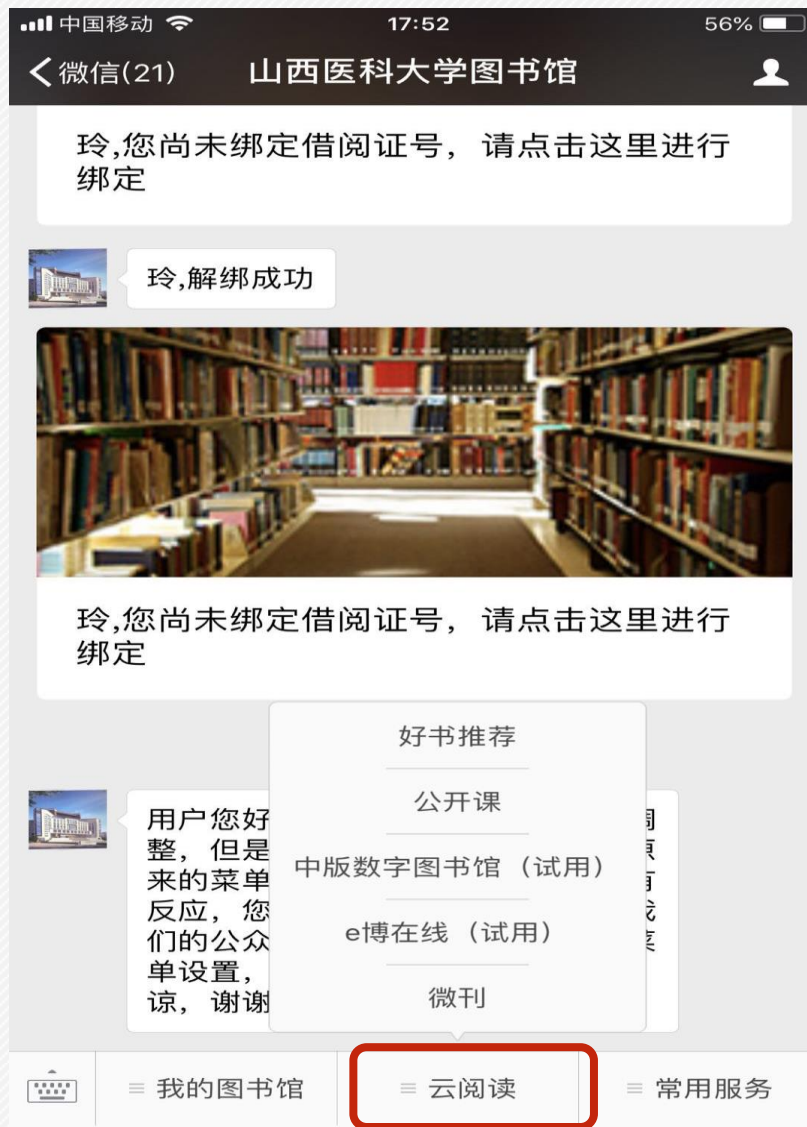 中国移动 17:52 56%
微信(21) 山西医科大学图书馆
玲,您尚未绑定借阅证号，请点击这里进行
绑定
玲,解绑成功
玲,您尚未绑定借阅证号，请点击这里进行
绑定
好书推荐
公开课
中版数字图书馆（试用）
e博在线（试用）
微刊
用户您好
整，但是
来的菜单
反应，您
们的公众
单设置，
谅，谢谢
我的图书馆 云阅读 常用服务